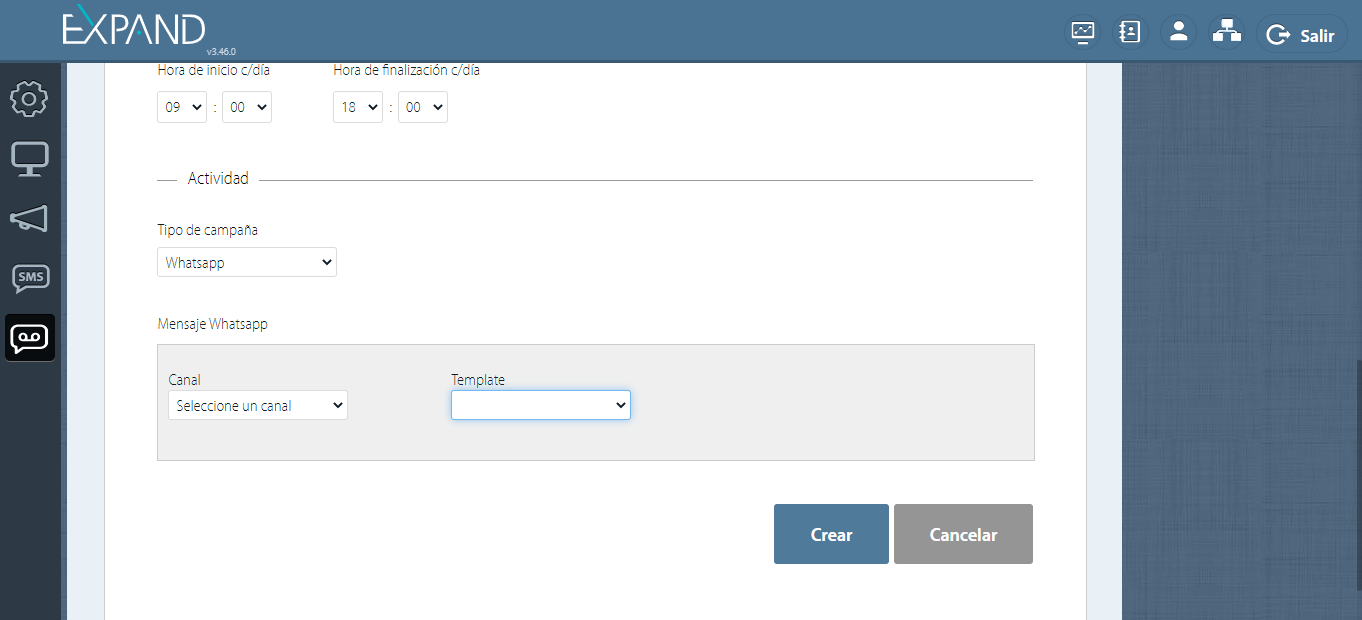 EXPAND
v3.46.0
Salir
Hora de inicio c/día Hora de finalización c/día
09 : 00 18 : 00
SMS
Actividad
Tipo de campaña
Whatsapp
Mensaje Whatsapp
Canal Template
Seleccione un canal
Crear Cancelar